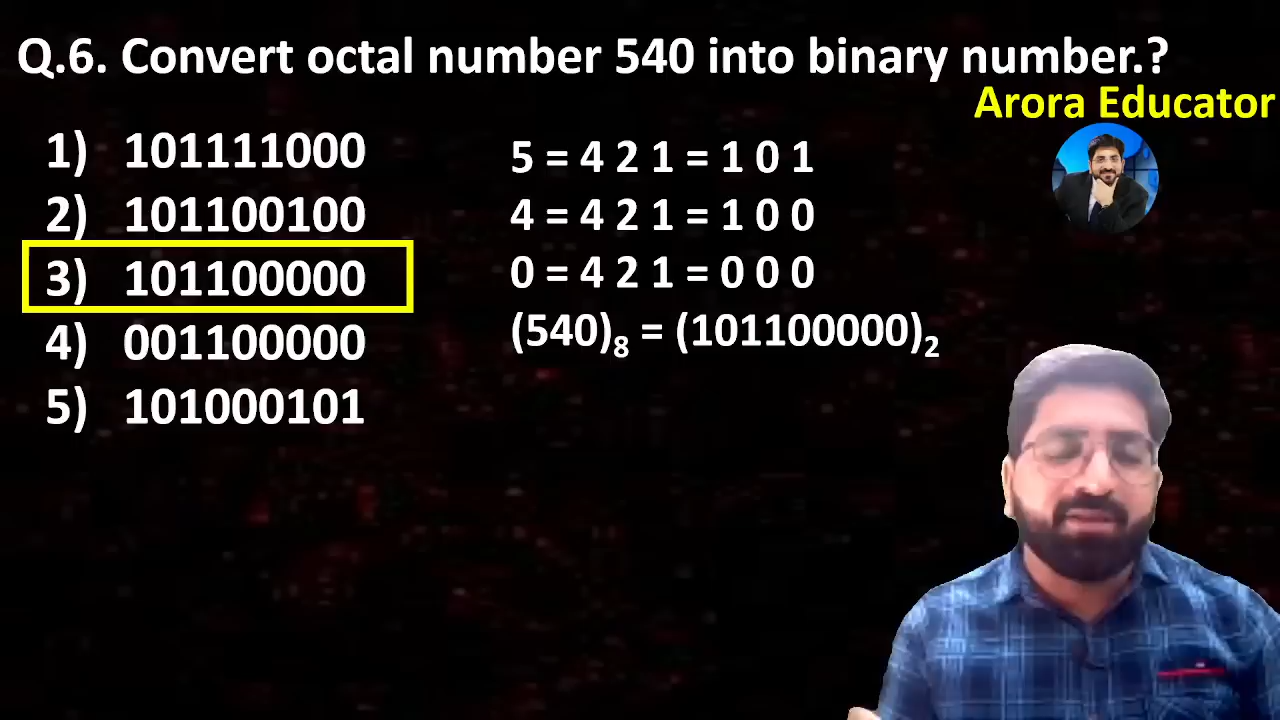 Q.6. Convert octal number 540 into binary number.?
Arora Educator
1) 101111000
2) 101100100
3) 101100000
4) 001100000
5) 101000101
5 = 4 2 1 = 1 0 1
4 = 4 2 1 = 1 0 0
0 = 4 2 1 = 0 0 0
(540)₈ = (101100000)₂